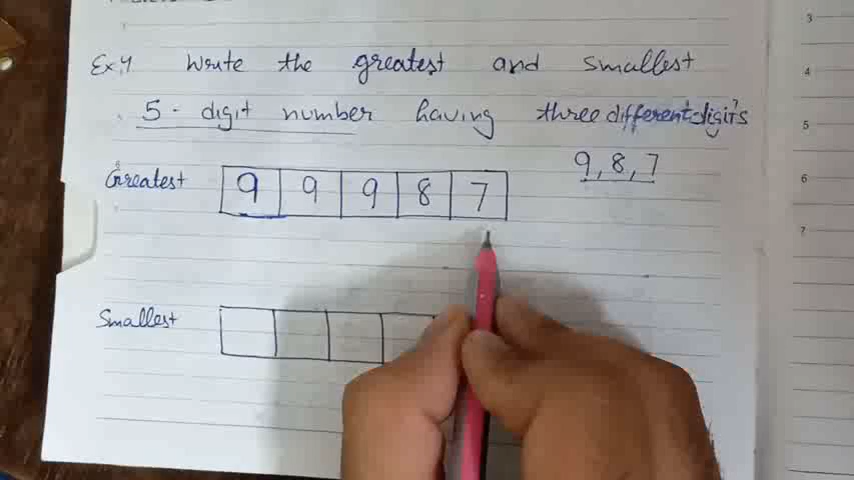 Ex.4 Write the greatest and smallest
5 - digit number having three different digits
9, 8, 7
Greatest 9 9 9 8 7
Smallest
3
4
5
6
7